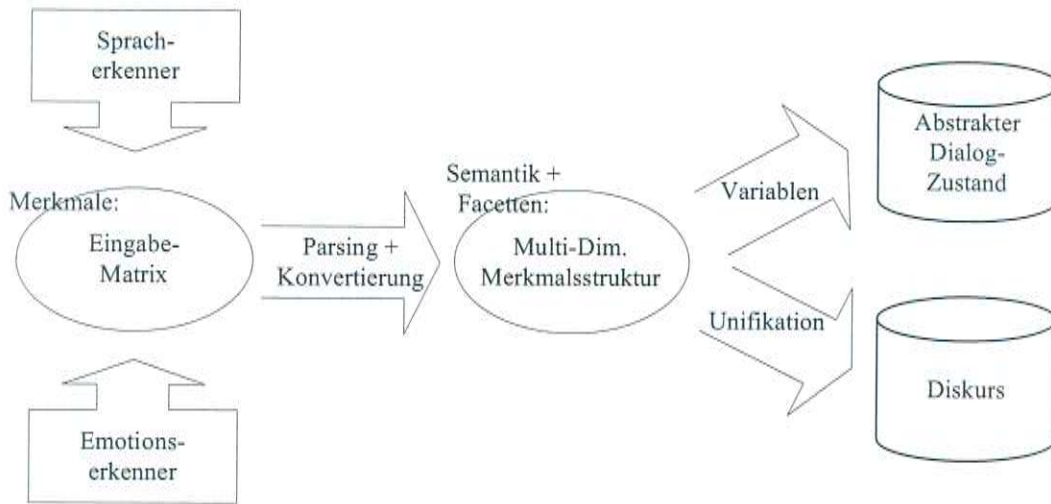 Sprach-
erkenner
Merkmale:
Eingabe-
Matrix
Emotions-
erkenner
Parsing +
Konvertierung
Semantik +
Facetten:
Multi-Dim.
Merkmalsstruktur
Variablen
Unifikation
Abstrakter
Dialog-
Zustand
Diskurs